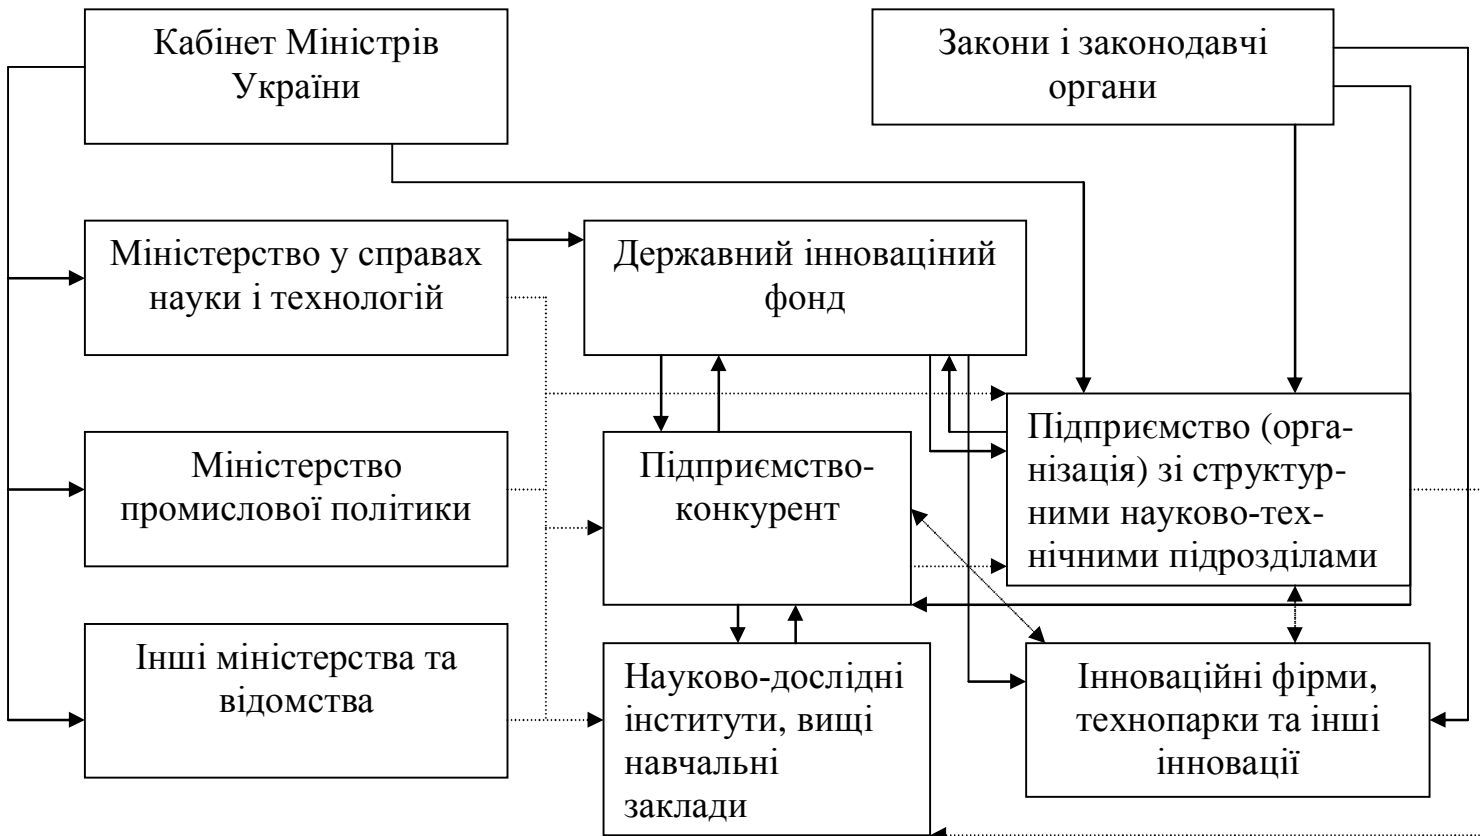 Кабінет Міністрів
України
Закони і законодавчі
органи
Міністерство у справах
науки і технологій
Державний інноваціний
фонд
Міністерство
промислової політики
Підприємство-
конкурент
Підприємство (орга-
нізація) зі структур-
ними науково-тех-
нічними підрозділами
Інші міністерства та
відомства
Науково-дослідні
інститути, вищі
навчальні
заклади
Інноваційні фірми,
технопарки та інші
інновації